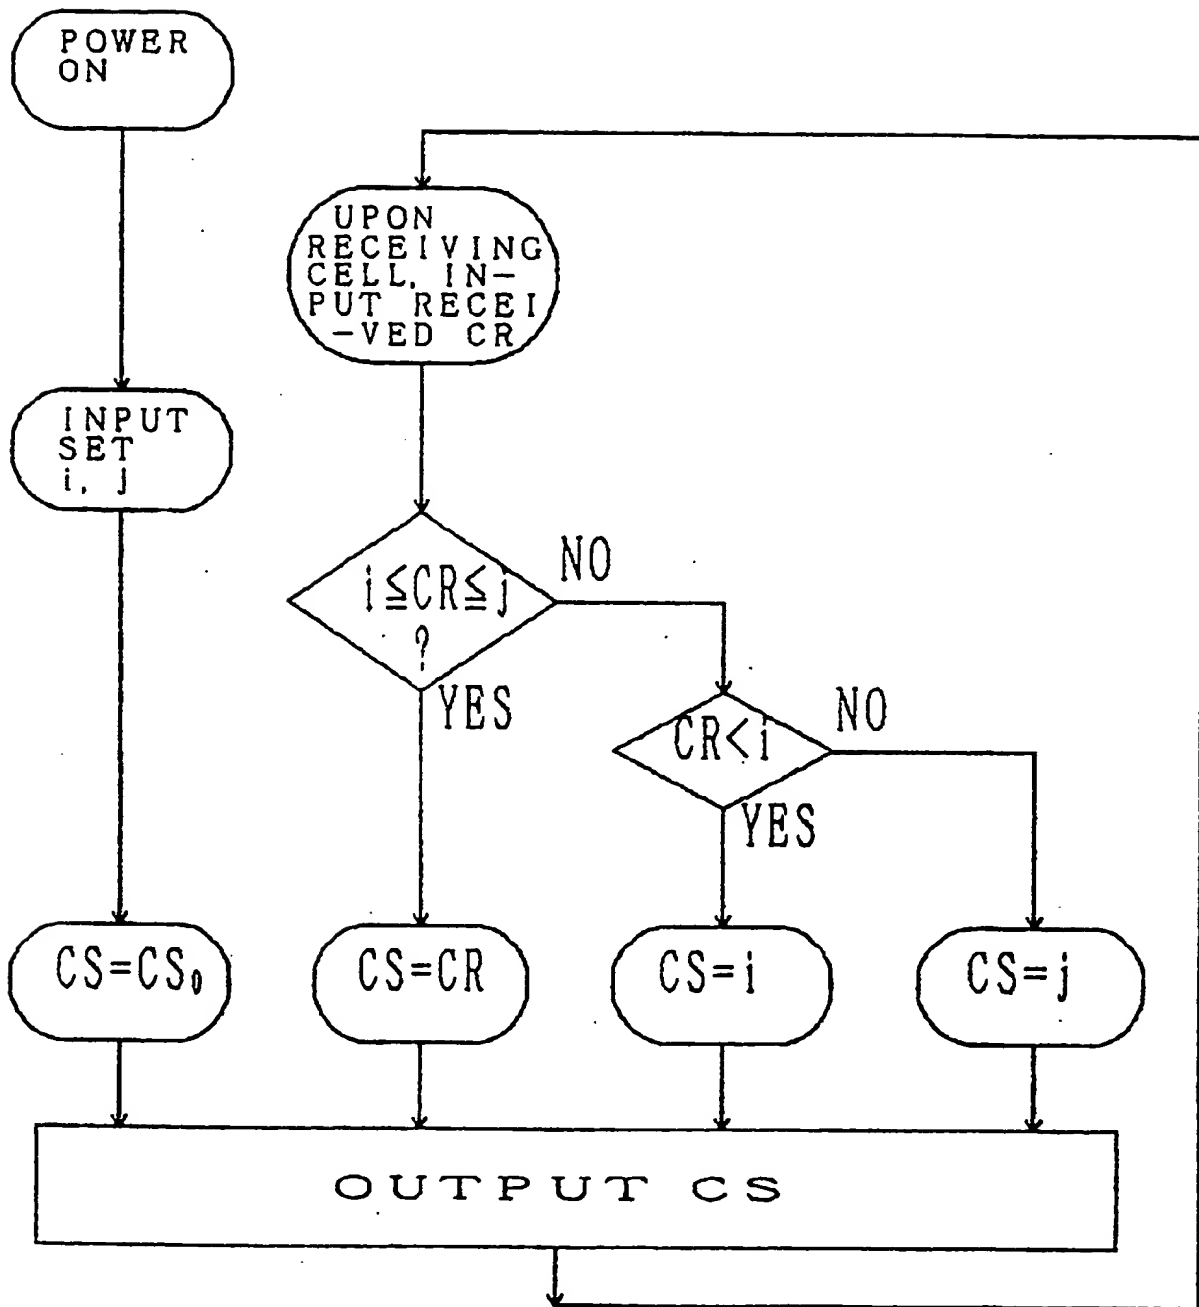 POWER
ON
UPON
RECEIVING
CELL, IN-
PUT RECEI
-VED CR
INPUT
SET
i, j
i≦CR≦j
?
NO
YES
CR<i
NO
YES
CS=CS₀
CS=CR
CS=i
CS=j
OUTPUT CS